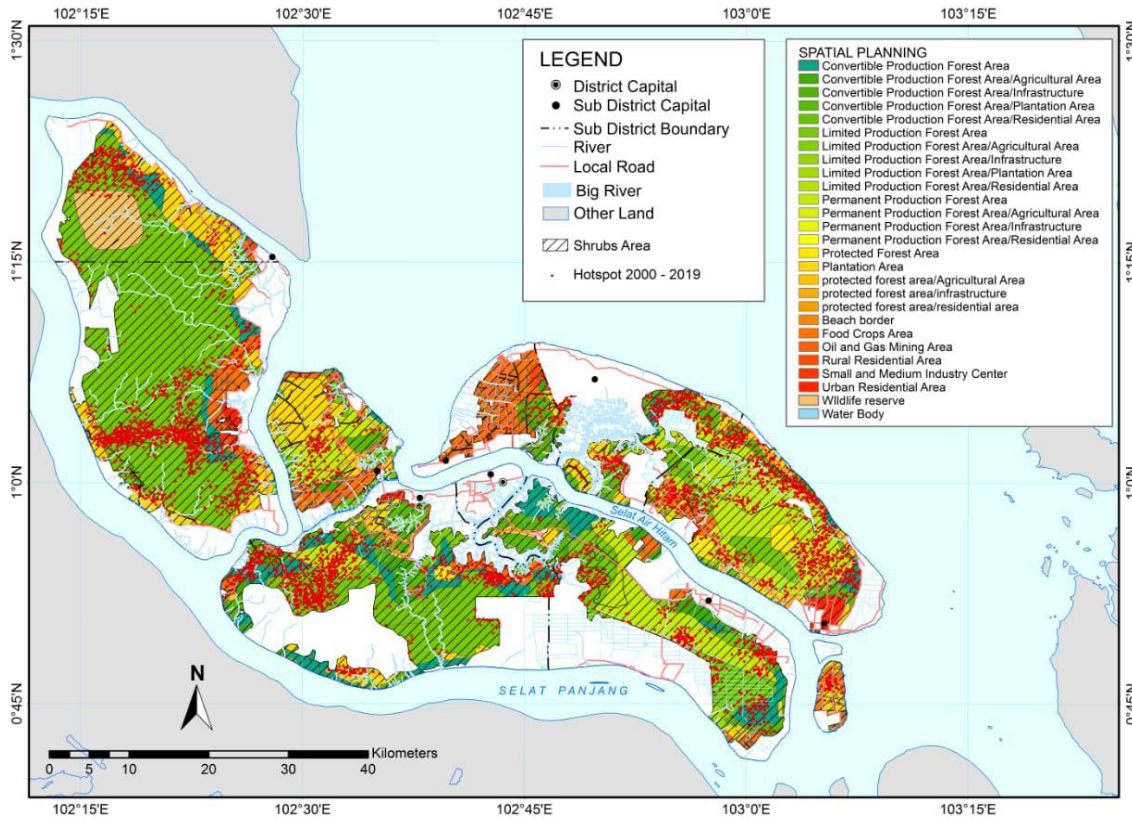 102°15'E 102°30'E 102°45'E 103°0'E 103°15'E
1°30'N
1°15'N
1°0'N
0°45'N
1°30'N
1°15'N
1°0'N
0°45'N
LEGEND
District Capital
Sub District Capital
Sub District Boundary
River
Local Road
Big River
Other Land
Shrubs Area
Hotspot 2000 - 2019
SPATIAL PLANNING
Convertible Production Forest Area
Convertible Production Forest Area/Agricultural Area
Convertible Production Forest Area/Infrastructure
Convertible Production Forest Area/Plantation Area
Convertible Production Forest Area/Residential Area
Limited Production Forest Area
Limited Production Forest Area/Agricultural Area
Limited Production Forest Area/Infrastructure
Limited Production Forest Area/Plantation Area
Limited Production Forest Area/Residential Area
Permanent Production Forest Area
Permanent Production Forest Area/Agricultural Area
Permanent Production Forest Area/Infrastructure
Permanent Production Forest Area/Residential Area
Protected Forest Area
Plantation Area
protected forest area/Agricultural Area
protected forest area/infrastructure
protected forest area/residential area
Beach border
Food Crops Area
Oil and Gas Mining Area
Rural Residential Area
Small and Medium Industry Center
Urban Residential Area
WIldlife reserve
Water Body
Selat Air Hitam
SELAT PANJANG
N
Kilometers
0 5 10 20 30 40
102°15'E 102°30'E 102°45'E 103°0'E 103°15'E